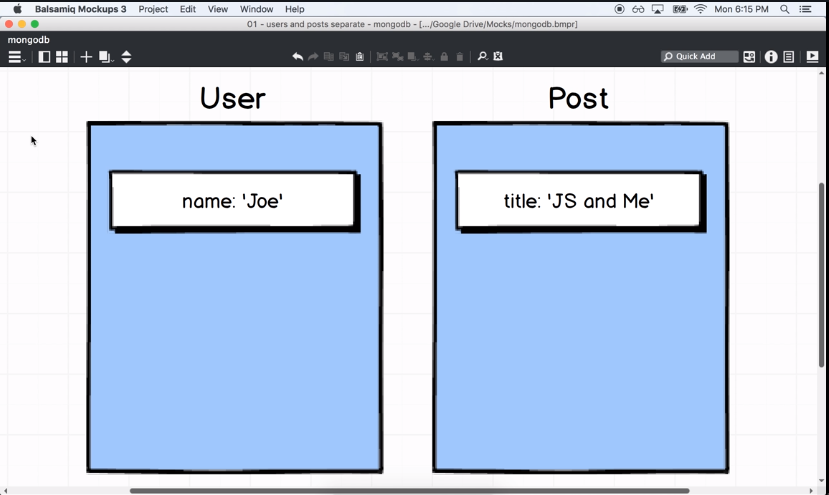 Balsamiq Mockups 3 Project Edit View Window Help Mon 6:15 PM
01 - users and posts separate - mongodb - [.../Google Drive/Mocks/mongodb.bmpr]
mongodb
Quick Add
User Post
name: 'Joe' title: 'JS and Me'